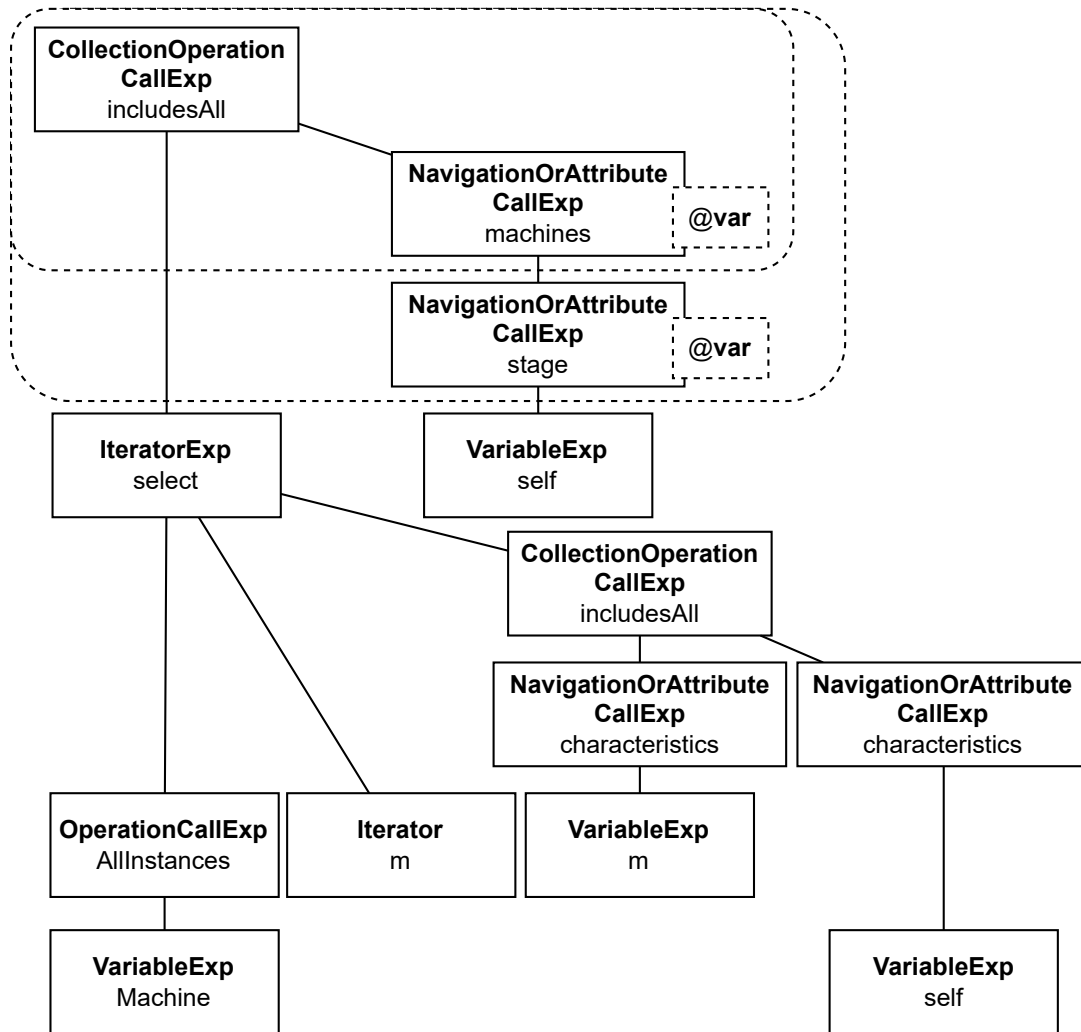 CollectionOperation
CallExp
includesAll
NavigationOrAttribute
CallExp
machines
@var
NavigationOrAttribute
CallExp
stage
@var
IteratorExp
select
VariableExp
self
CollectionOperation
CallExp
includesAll
NavigationOrAttribute
CallExp
characteristics
NavigationOrAttribute
CallExp
characteristics
OperationCallExp
AllInstances
Iterator
m
VariableExp
m
VariableExp
Machine
VariableExp
self